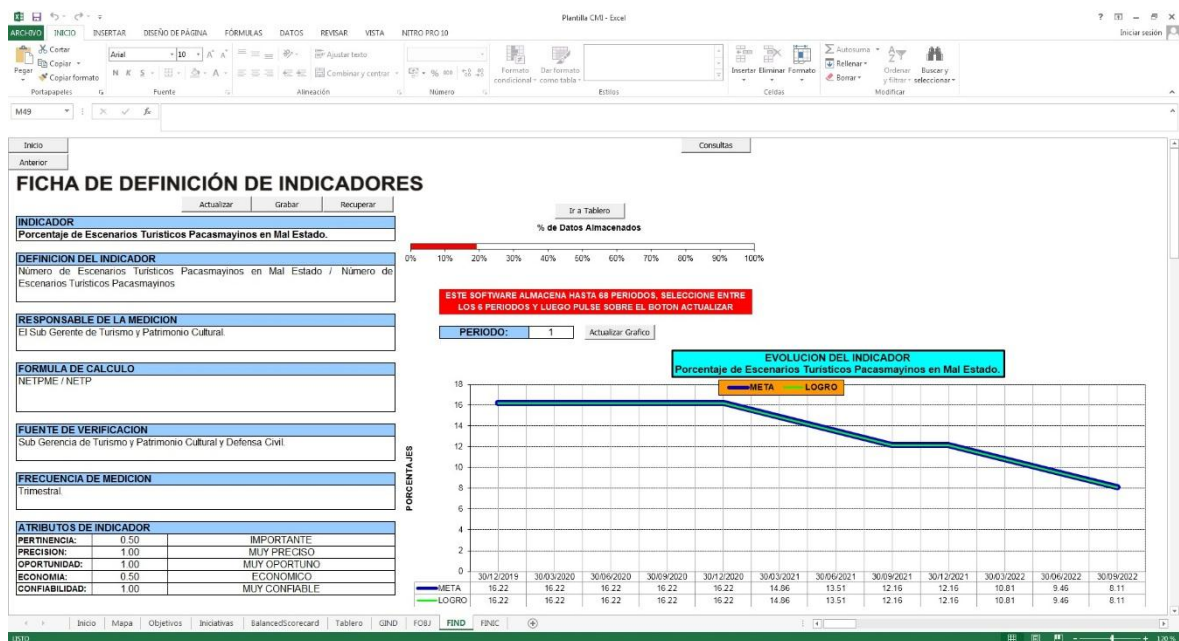 Plantilla CMI - Excel
Iniciar sesión
ARCHIVO INICIO INSERTAR DISEÑO DE PÁGINA FÓRMULAS DATOS REVISAR VISTA NITRO PRO 10
Pegar
Cortar
Copiar
Copiar formato
Portapapeles
Arial 10
N K S
Fuente
Ajustar texto
Combinar y centrar
Alineación
% 000
Número
Formato condicional
Dar formato como tabla
Estilos
Insertar Eliminar Formato
Celdas
Autosuma
Rellenar
Borrar
Ordenar y filtrar
Buscar y seleccionar
Modificar
M49
fx
Inicio
Anterior
Consultas
FICHA DE DEFINICIÓN DE INDICADORES
Actualizar Grabar Recuperar
INDICADOR
Porcentaje de Escenarios Turísticos Pacasmayinos en Mal Estado.
DEFINICION DEL INDICADOR
Número de Escenarios Turísticos Pacasmayinos en Mal Estado / Número de
Escenarios Turísticos Pacasmayinos
RESPONSABLE DE LA MEDICION
El Sub Gerente de Turismo y Patrimonio Cultural.
FORMULA DE CALCULO
NETPME / NETP
FUENTE DE VERIFICACION
Sub Gerencia de Turismo y Patrimonio Cultural y Defensa Civil.
FRECUENCIA DE MEDICION
Trimestral.
ATRIBUTOS DE INDICADOR
PERTINENCIA: 0.50 IMPORTANTE
PRECISION: 1.00 MUY PRECISO
OPORTUNIDAD: 1.00 MUY OPORTUNO
ECONOMIA: 0.50 ECONOMICO
CONFIABILIDAD: 1.00 MUY CONFIABLE
Ir a Tablero
% de Datos Almacenados
0% 10% 20% 30% 40% 50% 60% 70% 80% 90% 100%
ESTE SOFTWARE ALMACENA HASTA 68 PERIODOS, SELECCIONE ENTRE
LOS 6 PERIODOS Y LUEGO PULSE SOBRE EL BOTON ACTUALIZAR
PERIODO: 1 Actualizar Grafico
EVOLUCION DEL INDICADOR
Porcentaje de Escenarios Turísticos Pacasmayinos en Mal Estado.
META LOGRO
PORCENTAJES
18
16
14
12
10
8
6
4
2
0
30/12/2019 30/03/2020 30/06/2020 30/09/2020 30/12/2020 30/03/2021 30/06/2021 30/09/2021 30/12/2021 30/03/2022 30/06/2022 30/09/2022
META 16.22 16.22 16.22 16.22 16.22 14.86 13.51 12.16 12.16 10.81 9.46 8.11
LOGRO 16.22 16.22 16.22 16.22 16.22 14.86 13.51 12.16 12.16 10.81 9.46 8.11
Inicio Mapa Objetivos Iniciativas BalancedScorecard Tablero GIND FOBJ FIND FINIC
LISTO
120 %